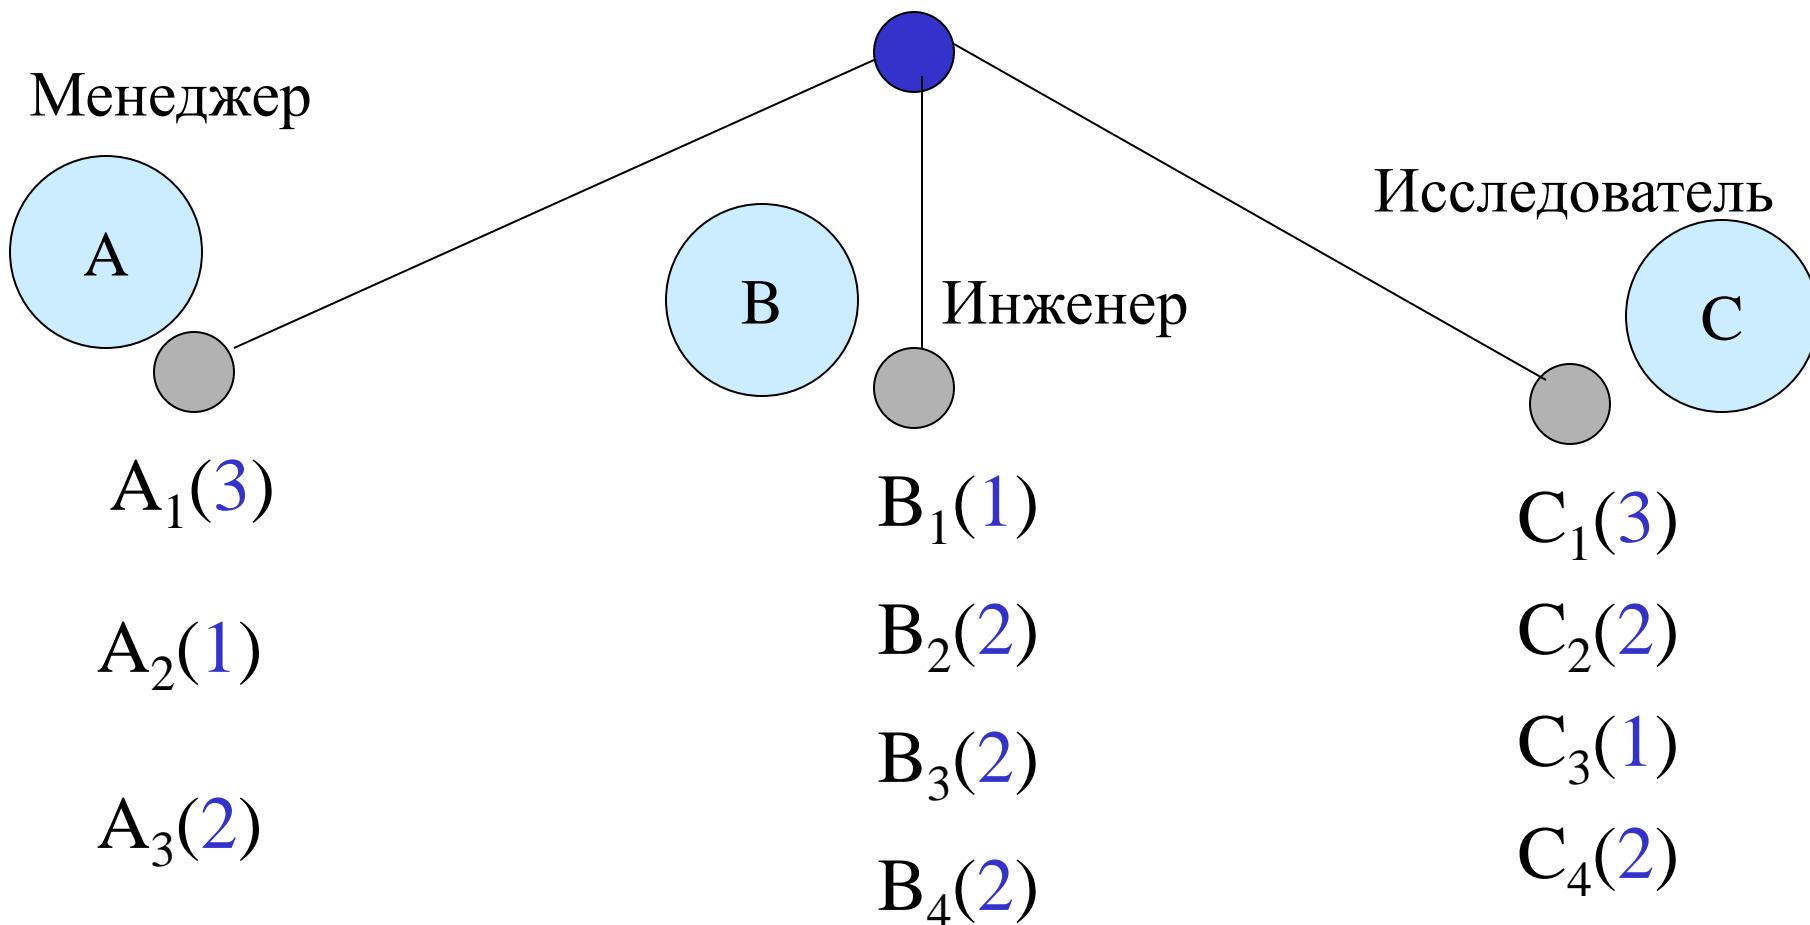 Менеджер
A
A₁(3)
A₂(1)
A₃(2)
B
Инженер
B₁(1)
B₂(2)
B₃(2)
B₄(2)
Исследователь
C
C₁(3)
C₂(2)
C₃(1)
C₄(2)